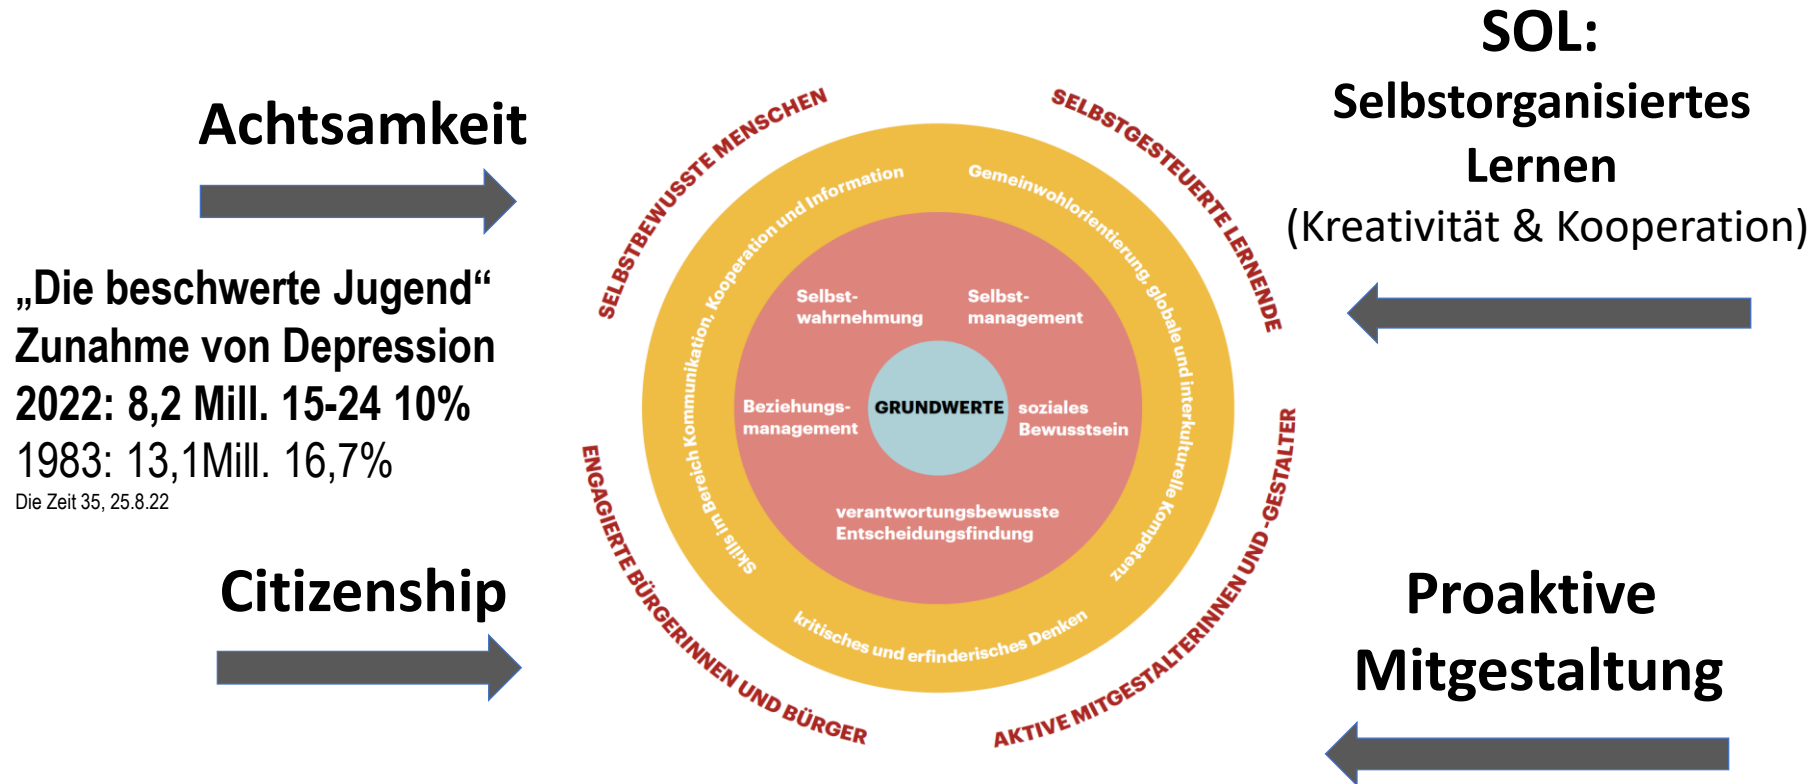 SOL:
Selbstorganisiertes
Lernen
(Kreativität & Kooperation)
Achtsamkeit
„Die beschwerte Jugend“
Zunahme von Depression
2022: 8,2 Mill. 15-24 10%
1983: 13,1Mill. 16,7%
Die Zeit 35, 25.8.22
Citizenship
Proaktive
Mitgestaltung
SELBSTBEWUSSTE MENSCHEN
SELBSTGESTEUERTE LERNENDE
ENGAGIERTE BÜRGERINNEN UND BÜRGER
AKTIVE MITGESTALTERINNEN UND -GESTALTER
Skills im Bereich Kommunikation, Kooperation und Information
Gemeinwohlorientierung, globale und interkulturelle Kompetenz
kritisches und erfinderisches Denken
Selbst-
wahrnehmung
Selbst-
management
Beziehungs-
management
GRUNDWERTE
soziales
Bewusstsein
verantwortungsbewusste
Entscheidungsfindung